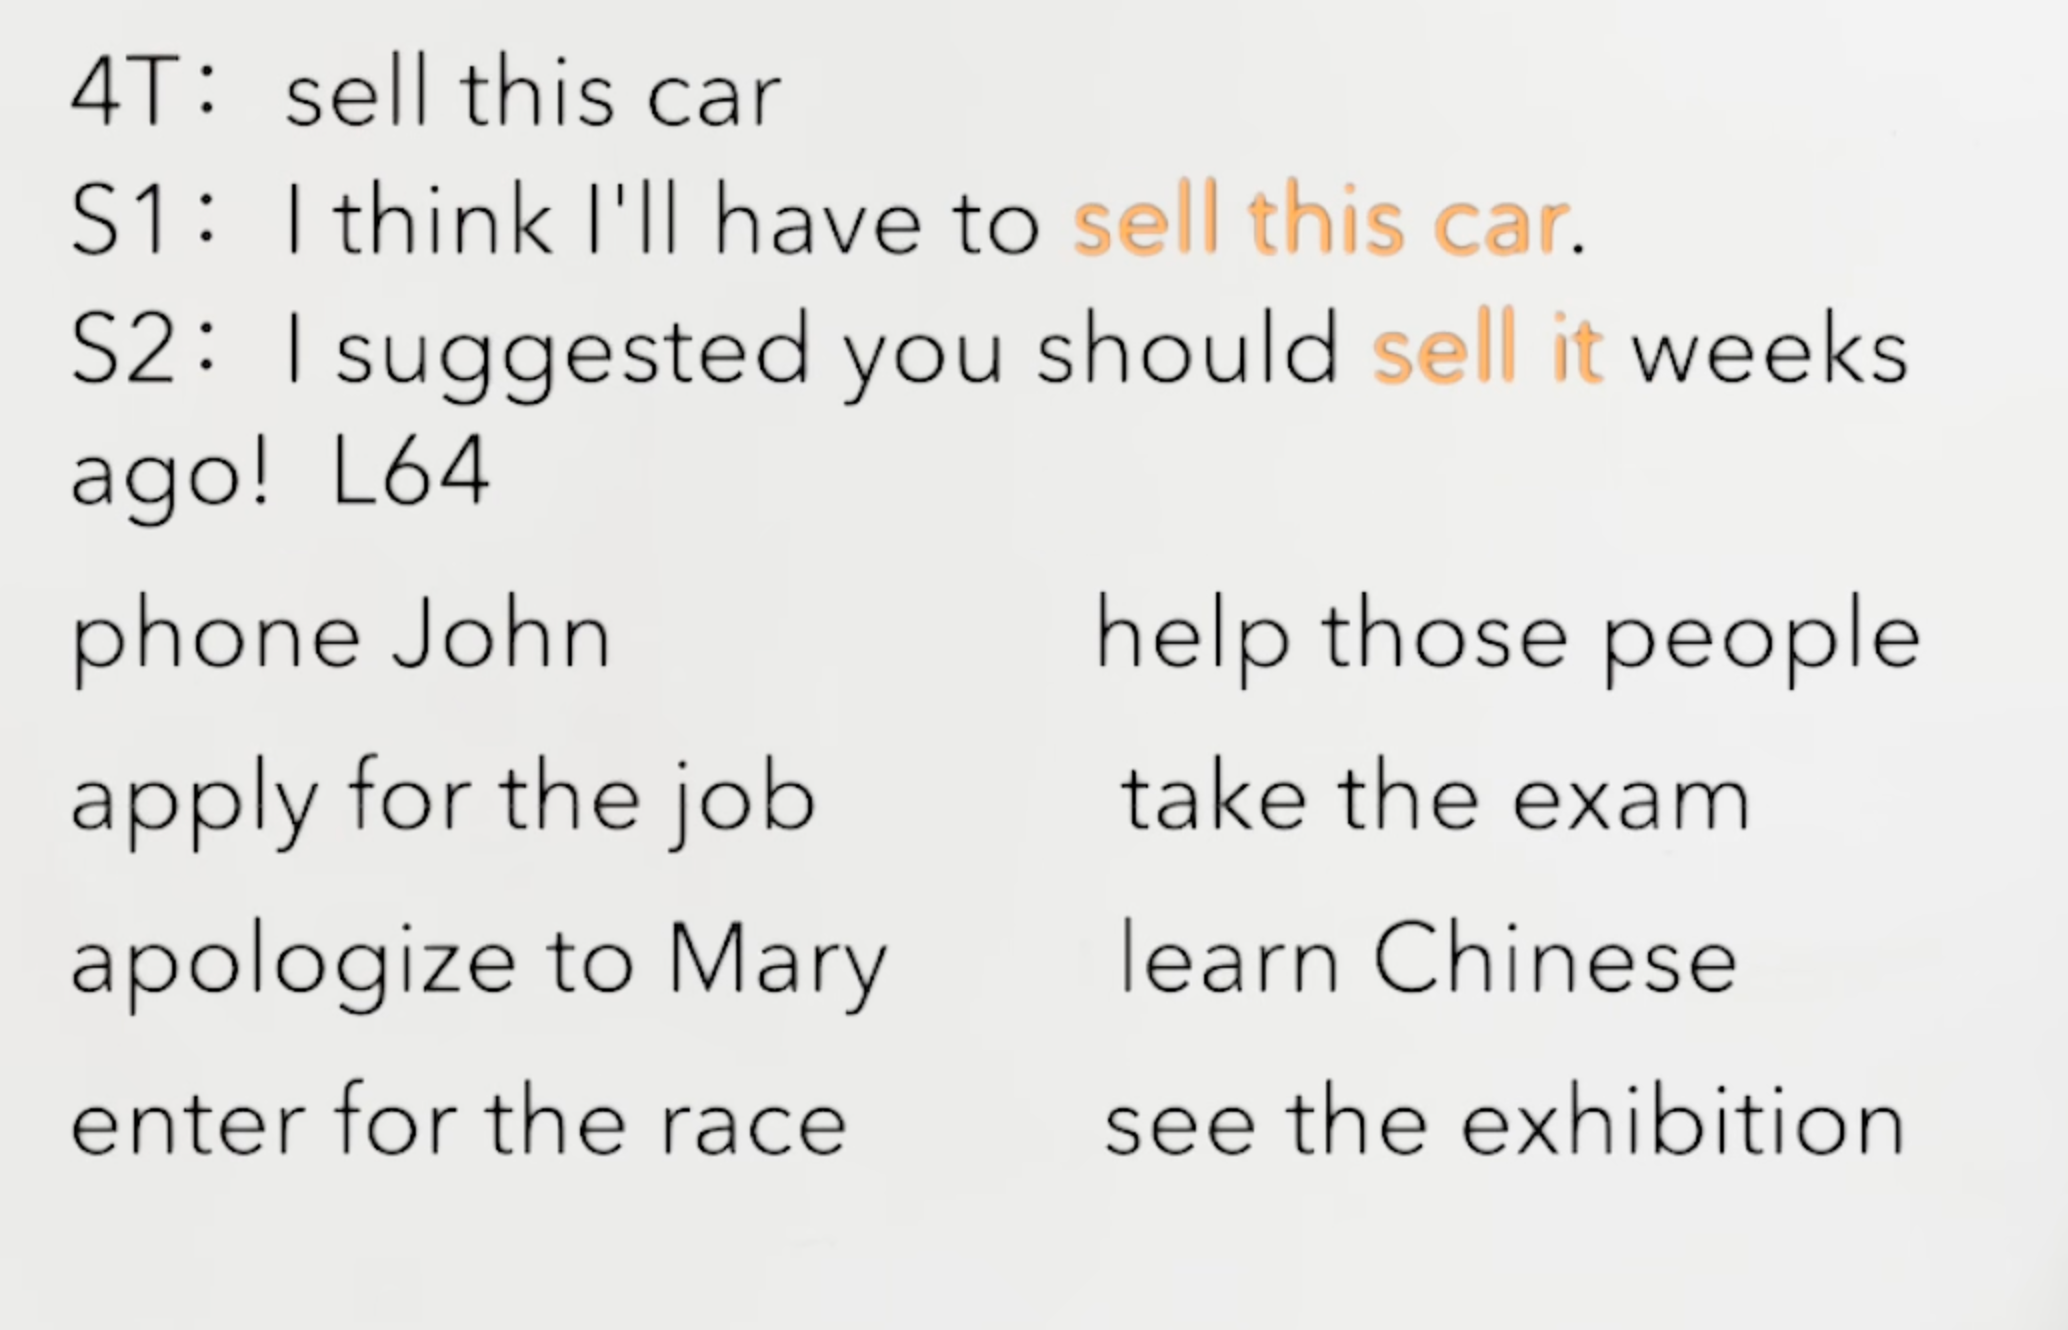 4T: sell this car
S1: I think I'll have to sell this car.
S2: I suggested you should sell it weeks
ago! L64
phone John help those people
apply for the job take the exam
apologize to Mary learn Chinese
enter for the race see the exhibition